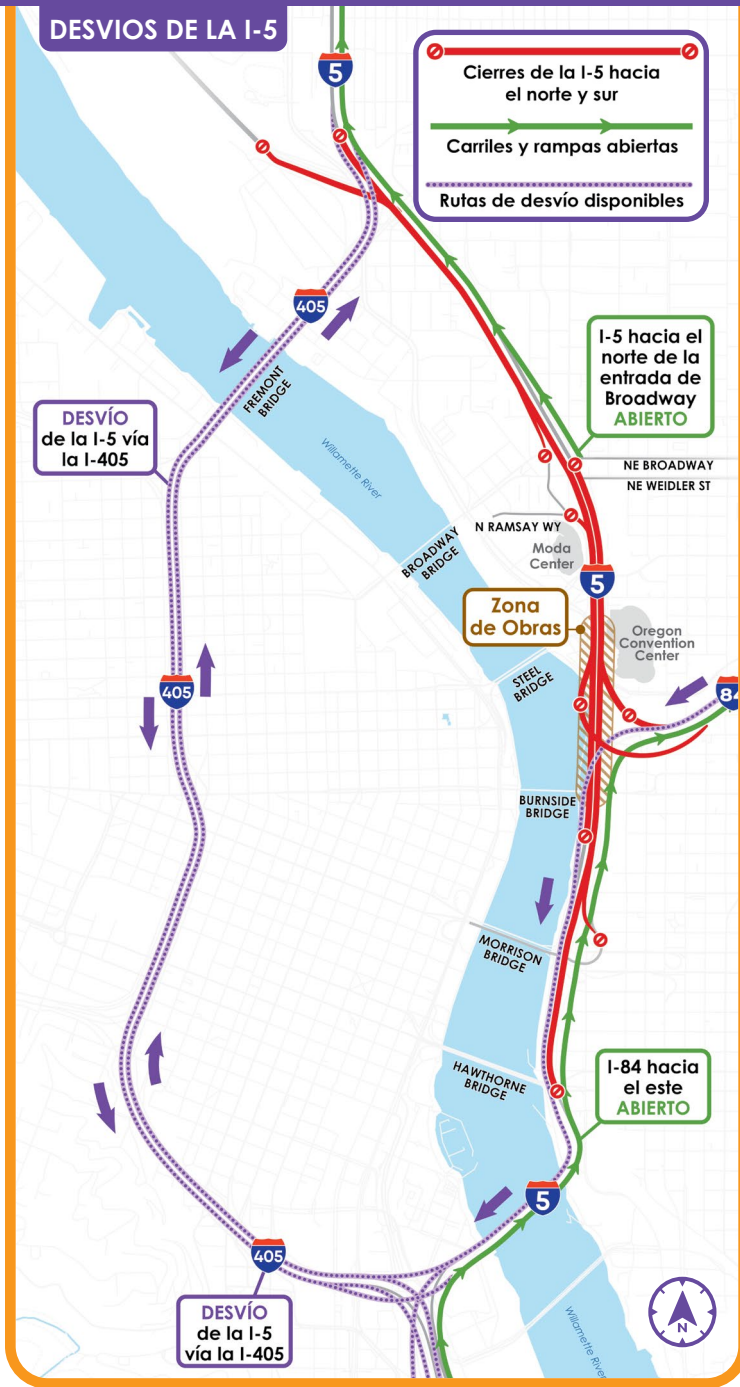 DESVIOS DE LA I-5
5
Cierres de la I-5 hacia
el norte y sur
Carriles y rampas abiertas
Rutas de desvío disponibles
405
FREMONT
BRIDGE
I-5 hacia el
norte de la
entrada de
Broadway
ABIERTO
DESVÍO
de la I-5 vía
la I-405
Willamette River
NE BROADWAY
NE WEIDLER ST
N RAMSAY WY
BROADWAY
BRIDGE
Moda
Center
5
Zona
de Obras
Oregon
Convention
Center
STEEL
BRIDGE
405
84
BURNSIDE
BRIDGE
MORRISON
BRIDGE
HAWTHORNE
BRIDGE
I-84 hacia
el este
ABIERTO
5
405
DESVÍO
de la I-5
vía la I-405
Willamette River
N